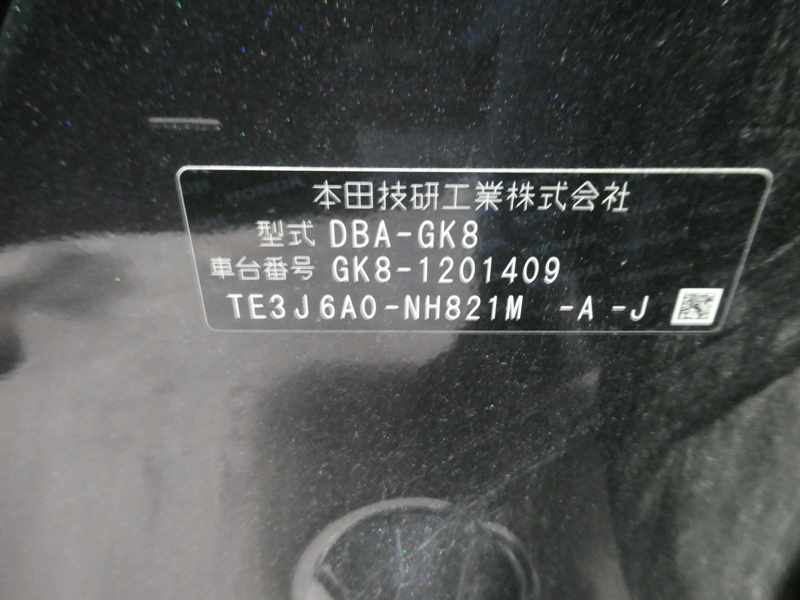 本田技研工業株式会社
型式 DBA-GK8
車台番号 GK8-1201409
TE3J6A0-NH821M -A -J